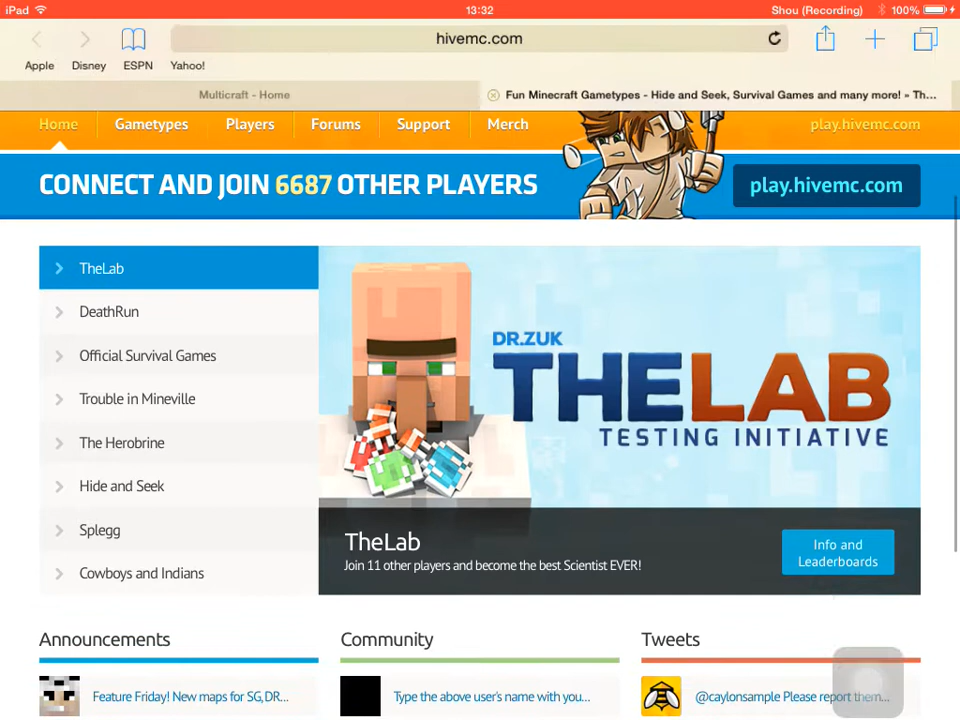 iPad 13:32 Shou (Recording) 100%
hivemc.com
Apple Disney ESPN Yahoo!
Multicraft - Home Fun Minecraft Gametypes - Hide and Seek, Survival Games and many more! » Th...
Home Gametypes Players Forums Support Merch play.hivemc.com
CONNECT AND JOIN 6687 OTHER PLAYERS play.hivemc.com
TheLab
DeathRun
Official Survival Games
Trouble in Mineville
The Herobrine
Hide and Seek
Splegg
Cowboys and Indians
DR.ZUK
THELAB
TESTING INITIATIVE
TheLab
Join 11 other players and become the best Scientist EVER!
Info and
Leaderboards
Announcements Community Tweets
Feature Friday! New maps for SG,DR... Type the above user's name with you... @caylonsample Please report them...